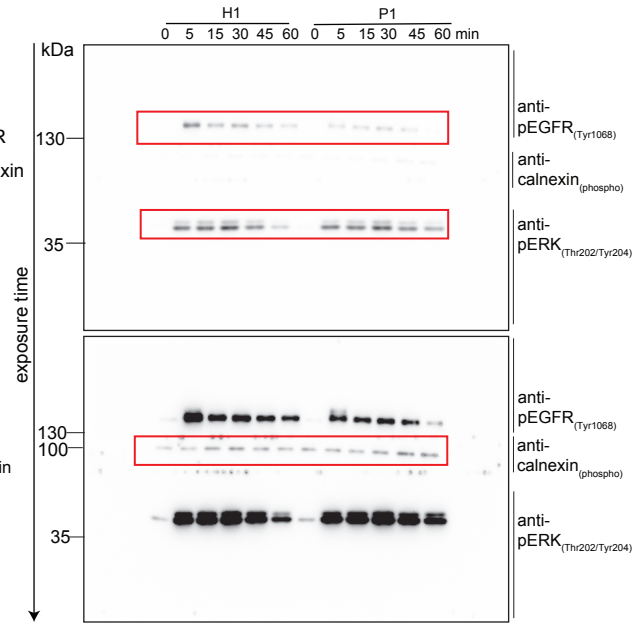 H1 P1
0 5 15 30 45 60 0 5 15 30 45 60 min
kDa
anti-
pEGFR(Tyr1068)
R
130
anti-
calnexin(phospho)
xin
anti-
pERK(Thr202/Tyr204)
35
exposure time
anti-
pEGFR(Tyr1068)
130
100
anti-
calnexin(phospho)
in
anti-
pERK(Thr202/Tyr204)
35